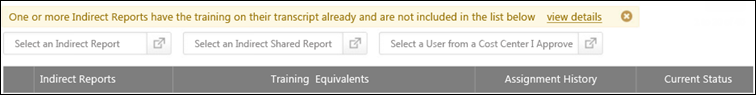 One or more Indirect Reports have the training on their transcript already and are not included in the list below view details
Select an Indirect Report Select an Indirect Shared Report Select a User from a Cost Center I Approve
Indirect Reports Training Equivalents Assignment History Current Status